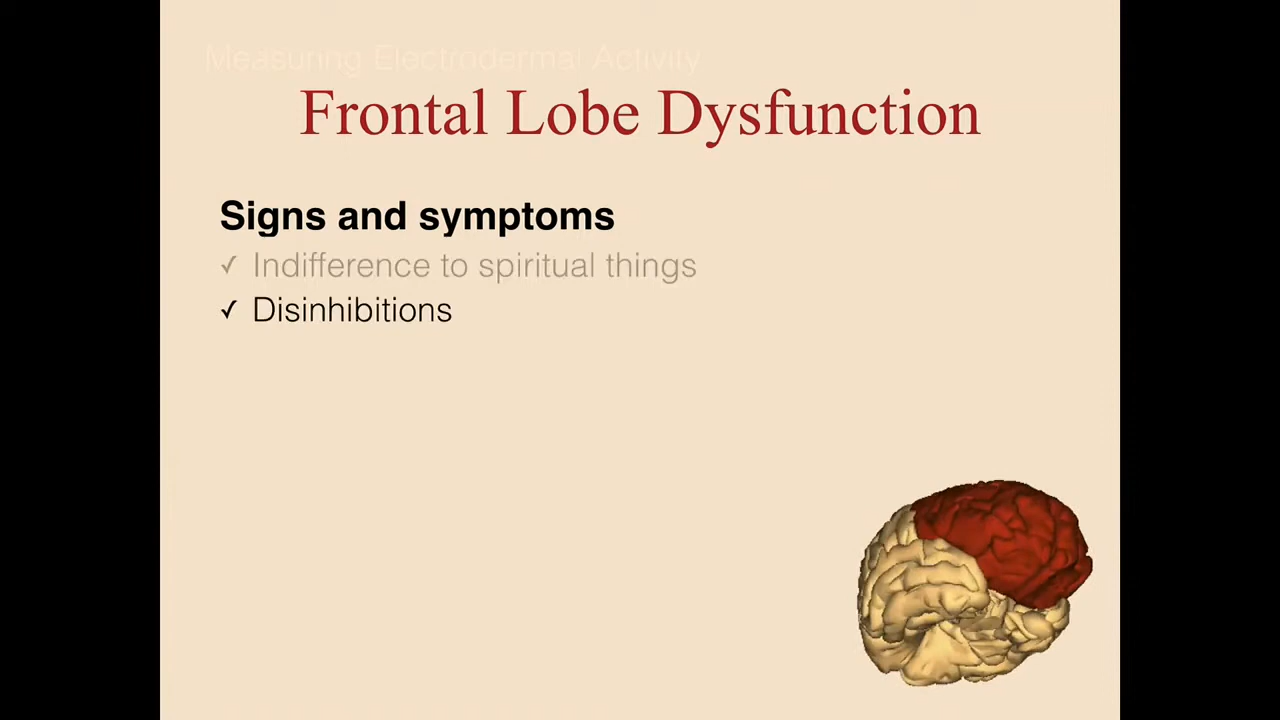 Measuring Electrodermal Activity
Frontal Lobe Dysfunction
Signs and symptoms
✓ Indifference to spiritual things
✓ Disinhibitions